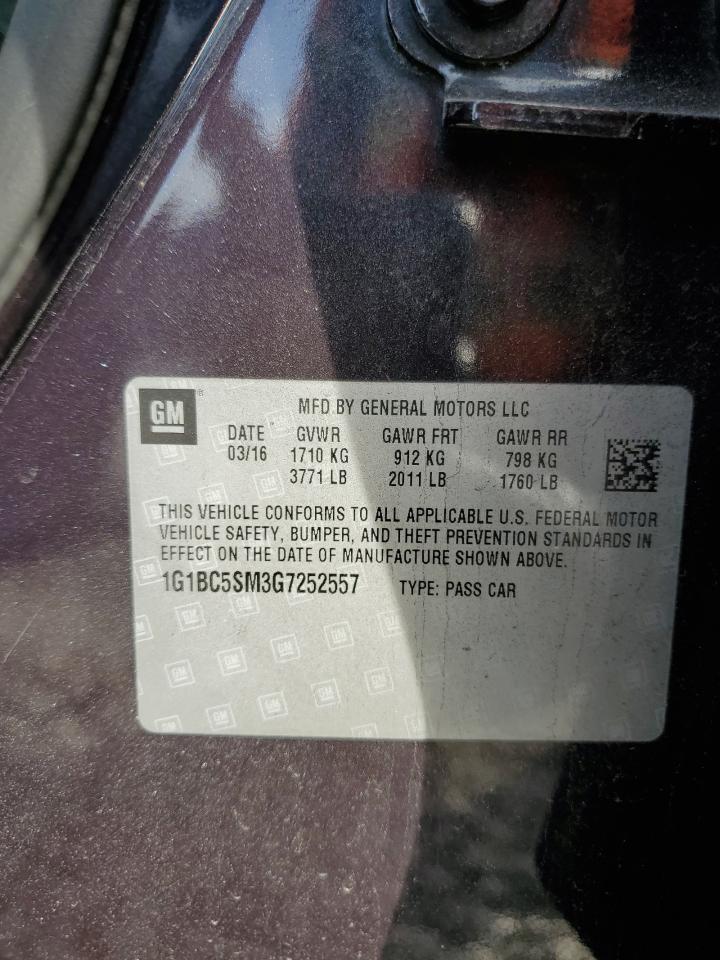 GM ®
MFD BY GENERAL MOTORS LLC
DATE GVWR GAWR FRT GAWR RR
03/16 1710 KG 912 KG 798 KG
3771 LB 2011 LB 1760 LB
THIS VEHICLE CONFORMS TO ALL APPLICABLE U.S. FEDERAL MOTOR
VEHICLE SAFETY, BUMPER, AND THEFT PREVENTION STANDARDS IN
EFFECT ON THE DATE OF MANUFACTURE SHOWN ABOVE.
1G1BC5SM3G7252557 TYPE: PASS CAR